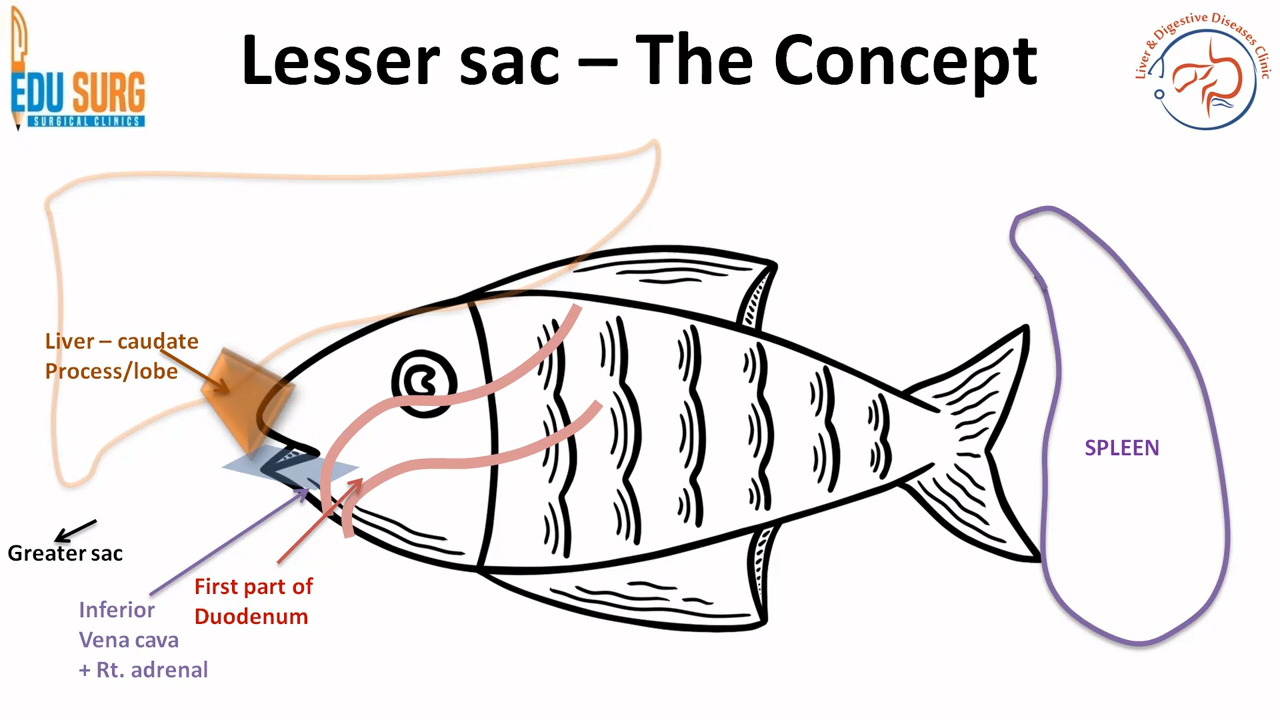 Lesser sac – The Concept
EDU SURG
SURGICAL CLINICS
Liver & Digestive Diseases Clinic
Liver – caudate
Process/lobe
SPLEEN
Greater sac
First part of
Duodenum
Inferior
Vena cava
+ Rt. adrenal